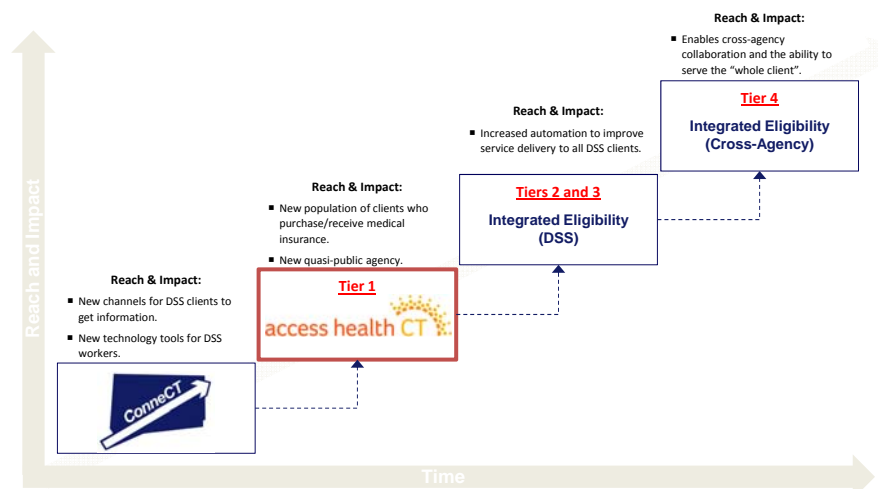 Reach & Impact:
▪ Enables cross-agency
collaboration and the ability to
serve the “whole client”.
Tier 4
Integrated Eligibility
(Cross-Agency)
Reach & Impact:
▪ Increased automation to improve
service delivery to all DSS clients.
Tiers 2 and 3
Integrated Eligibility
(DSS)
Reach & Impact:
▪ New population of clients who
purchase/receive medical
insurance.
▪ New quasi-public agency.
Tier 1
access health CT
Reach & Impact:
▪ New channels for DSS clients to
get information.
▪ New technology tools for DSS
workers.
ConneCT
Reach and Impact
Time